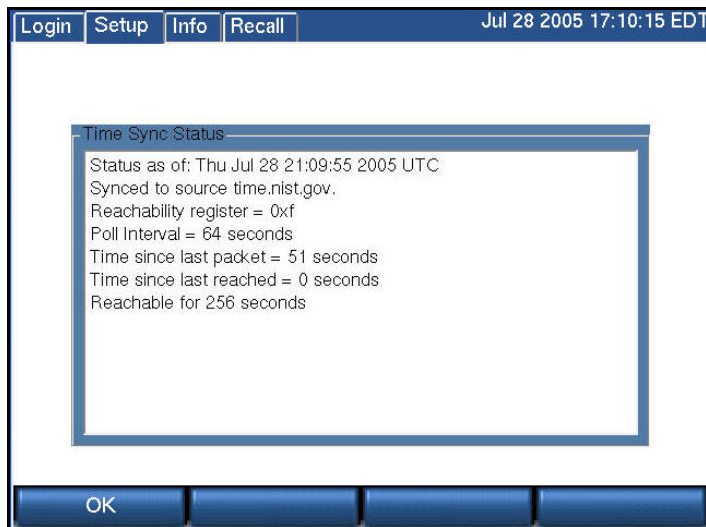 Login Setup Info Recall Jul 28 2005 17:10:15 EDT
Time Sync Status
Status as of: Thu Jul 28 21:09:55 2005 UTC
Synced to source time.nist.gov.
Reachability register = 0xf
Poll Interval = 64 seconds
Time since last packet = 51 seconds
Time since last reached = 0 seconds
Reachable for 256 seconds
OK